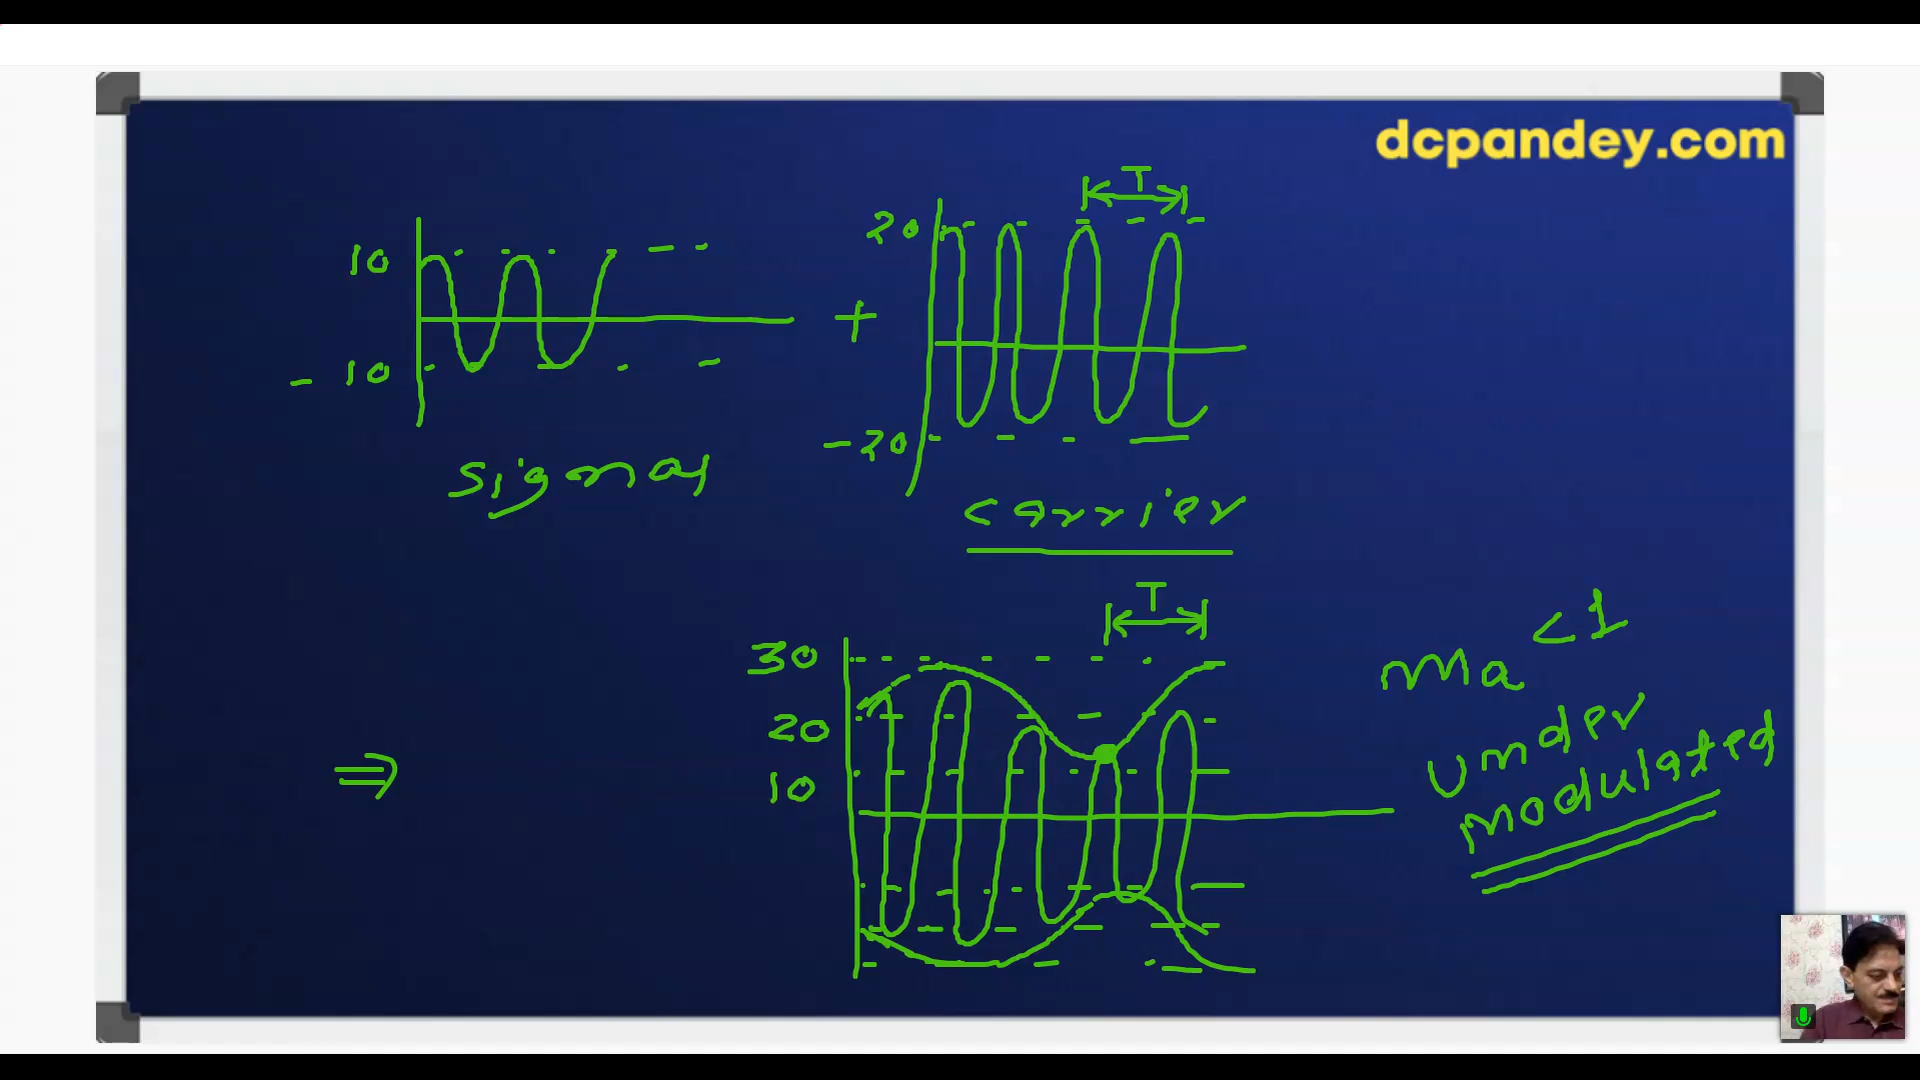 dcpandey.com
T
10
20
+
- 10
-20
signal
carrier
T
30
<1
ma
20
under
⇒
10
modulated